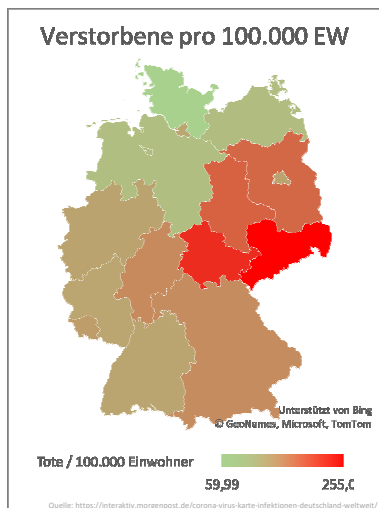 Verstorbene pro 100.000 EW
Unterstützt von Bing
© GeoNames, Microsoft, TomTom
Tote / 100.000 Einwohner
59,99 255,0
Quelle: https://interaktiv.morgenpost.de/corona-virus-karte-infektionen-deutschland-weltweit/